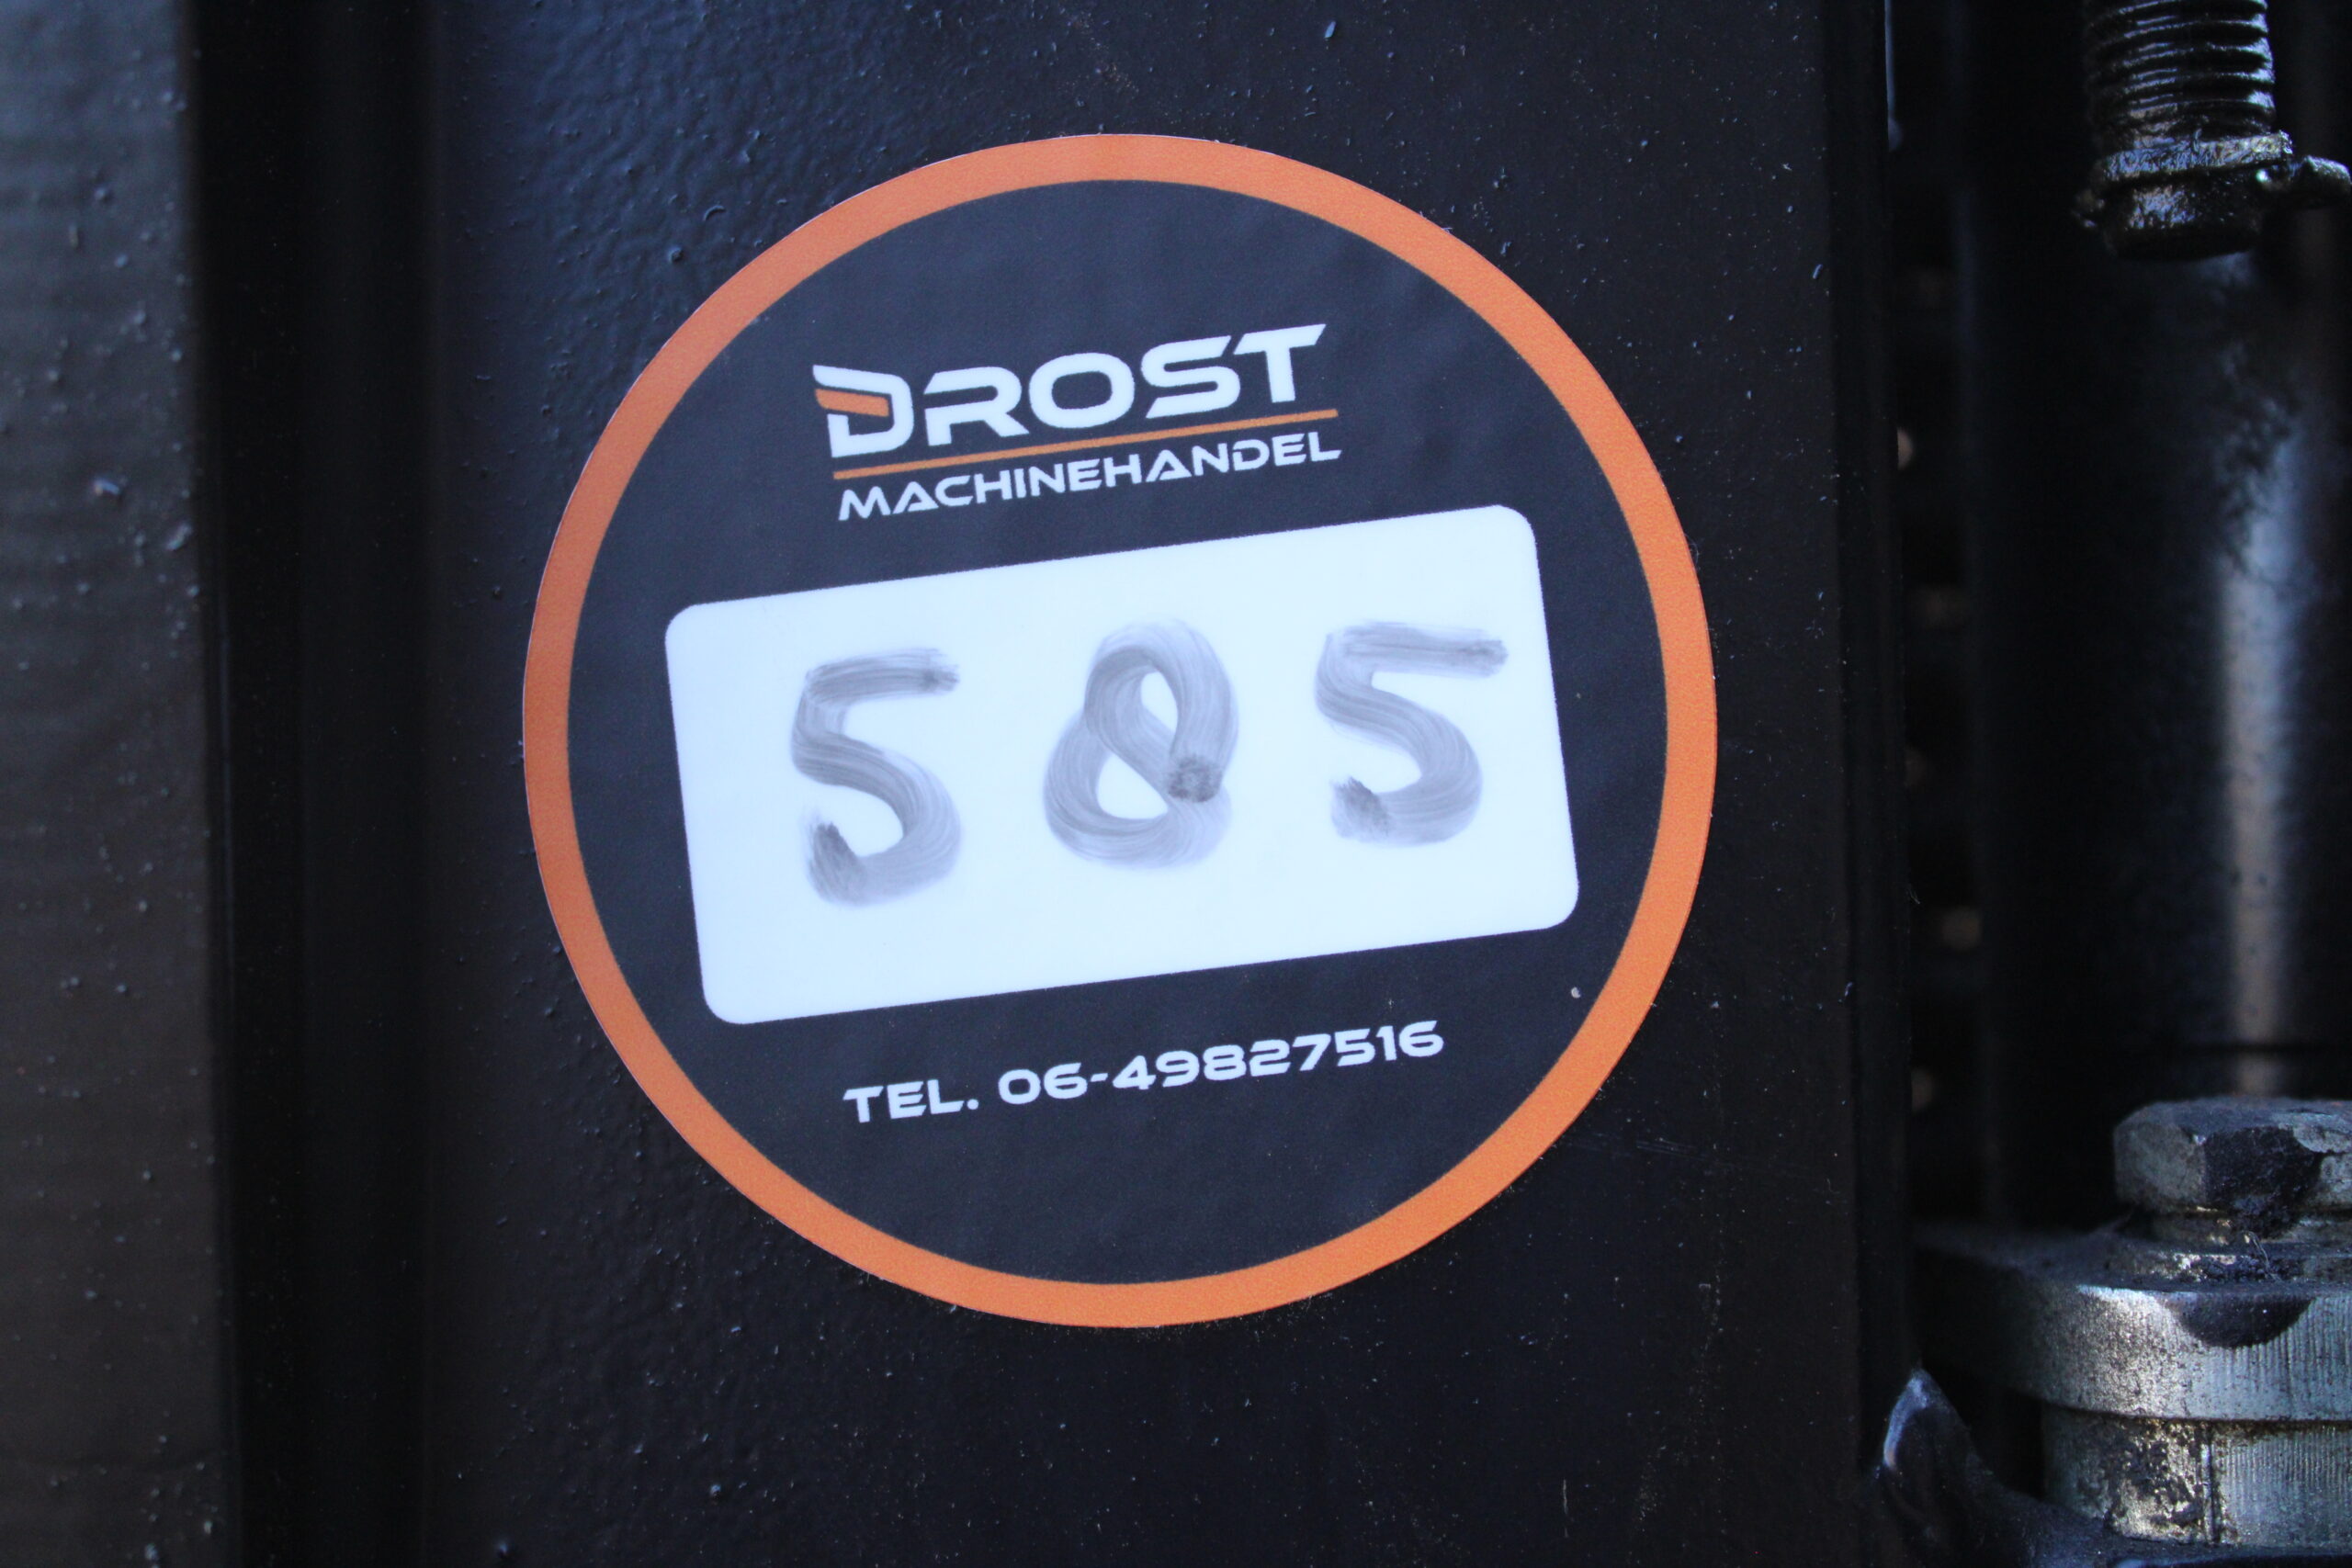 DROST
MACHINEHANDEL
585
TEL. 06-49827516